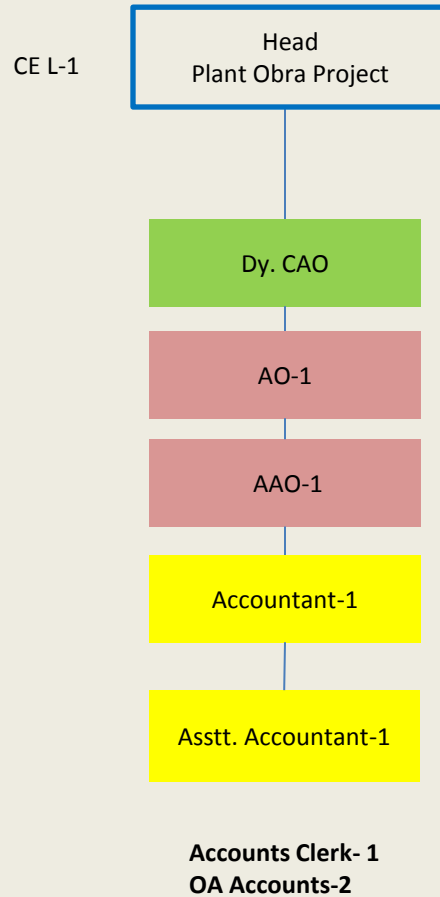 CE L-1
Head
Plant Obra Project
Dy. CAO
AO-1
AAO-1
Accountant-1
Asstt. Accountant-1
Accounts Clerk- 1
OA Accounts-2